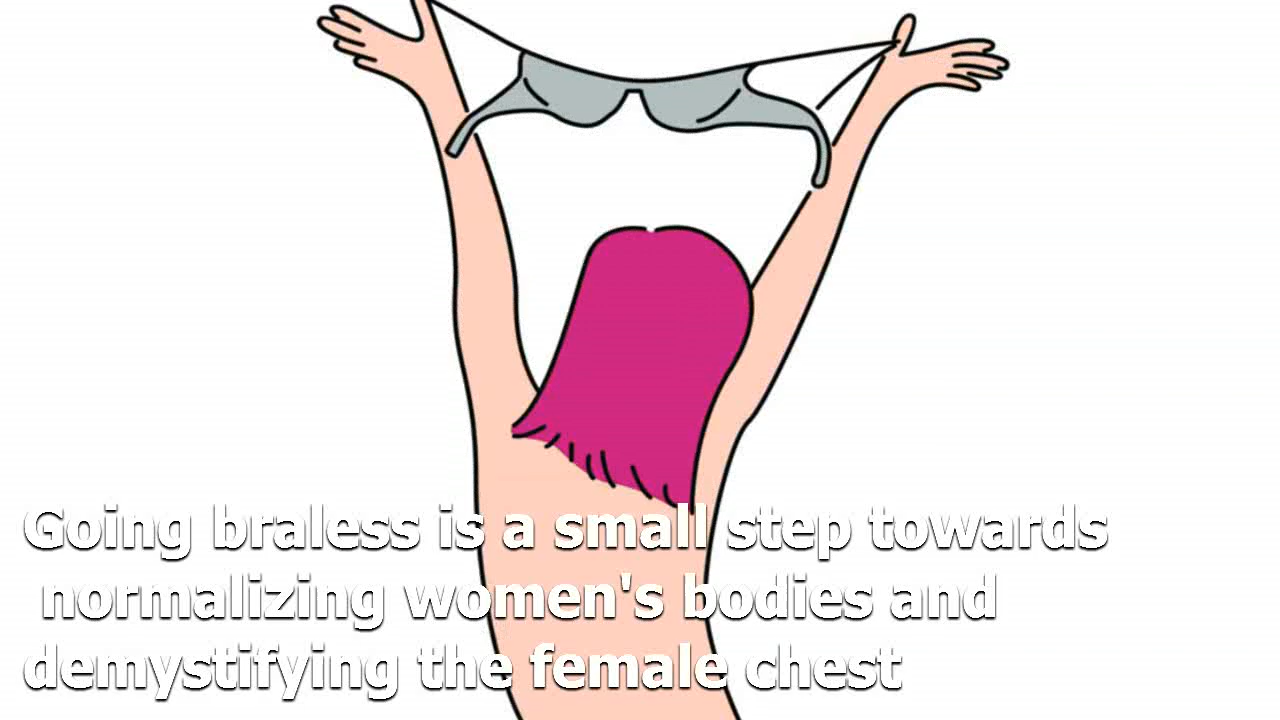 Going braless is a small step towards
normalizing women's bodies and
demystifying the female chest